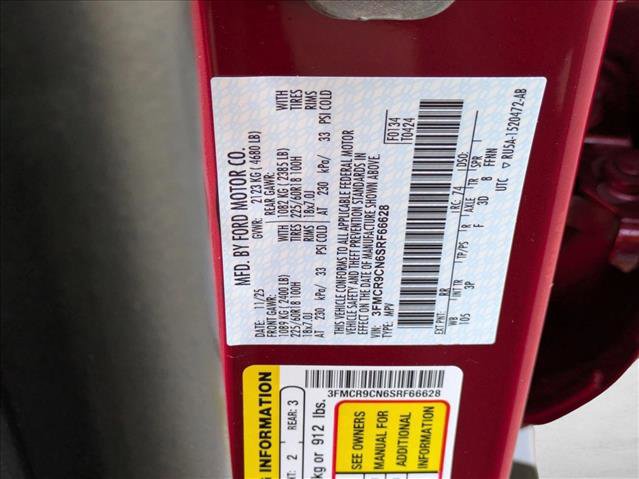 MFD. BY FORD MOTOR CO.
DATE: 11/25 GVWR: 2123 KG ( 4680 LB)
FRONT GAWR: WITH REAR GAWR: WITH
1089 KG ( 2400 LB) TIRES 1082 KG ( 2385 LB) TIRES
225/60R18 100H RIMS 225/60R18 100H RIMS
18x7.0J 18x7.0J
AT 230 kPa/ 33 PSI COLD AT 230 kPa/ 33 PSI COLD
THIS VEHICLE CONFORMS TO ALL APPLICABLE FEDERAL MOTOR
VEHICLE SAFETY AND THEFT PREVENTION STANDARDS IN
EFFECT ON THE DATE OF MANUFACTURE SHOWN ABOVE.
F0134
T0424
VIN: 3FMCR9CN6SRF66628
TYPE: MPV
EXT PNT: RR RC: 74 DSO:
WB INT TR TP/PS R AXLE TR SPR
105 3P F 3D 8 FFNN
UTC ▽ RU5A-1520472-AB
3FMCR9CN6SRF66628
G INFORMATION
T: 2 REAR: 3
kg or 912 lbs.
SEE OWNERS
MANUAL FOR
ADDITIONAL
INFORMATION